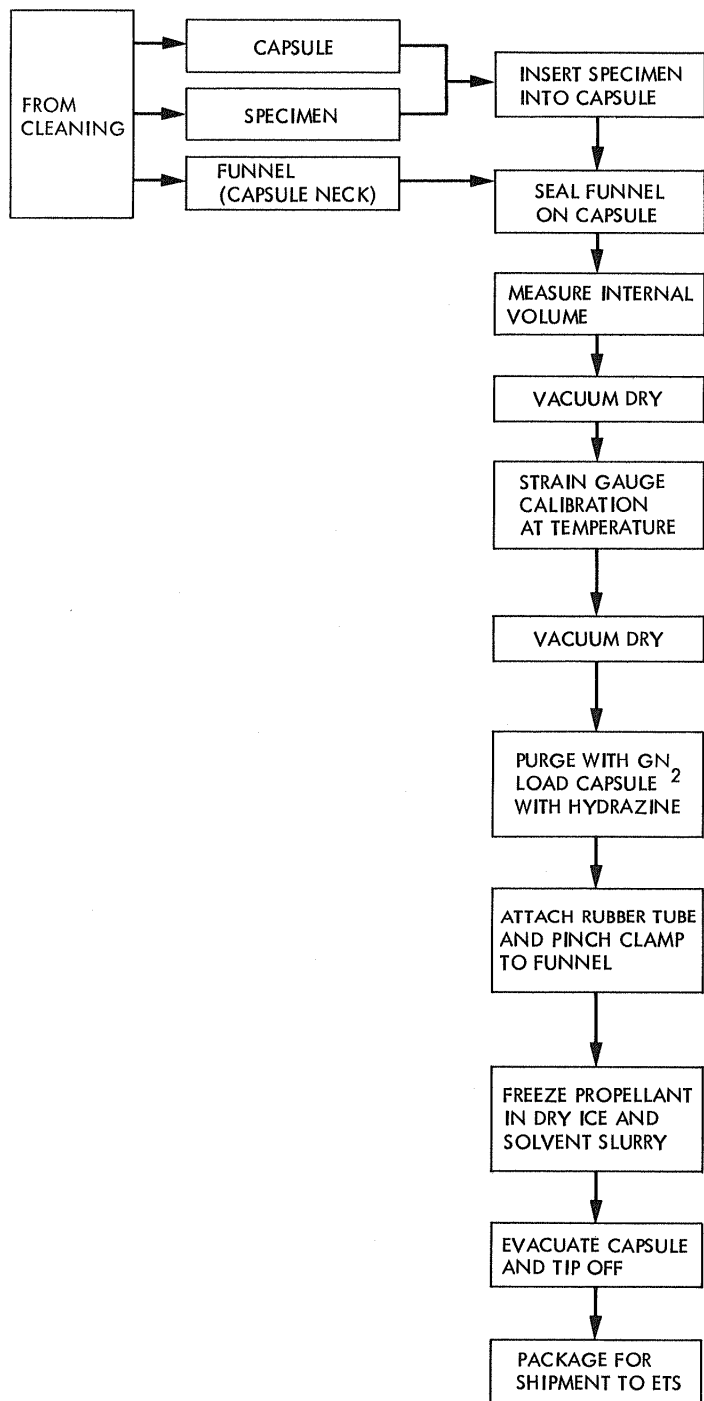 FROM
CLEANING
CAPSULE
SPECIMEN
FUNNEL
(CAPSULE NECK)
INSERT SPECIMEN
INTO CAPSULE
SEAL FUNNEL
ON CAPSULE
MEASURE INTERNAL
VOLUME
VACUUM DRY
STRAIN GAUGE
CALIBRATION
AT TEMPERATURE
VACUUM DRY
PURGE WITH GN2
LOAD CAPSULE
WITH HYDRAZINE
ATTACH RUBBER TUBE
AND PINCH CLAMP
TO FUNNEL
FREEZE PROPELLANT
IN DRY ICE AND
SOLVENT SLURRY
EVACUATE CAPSULE
AND TIP OFF
PACKAGE FOR
SHIPMENT TO ETS